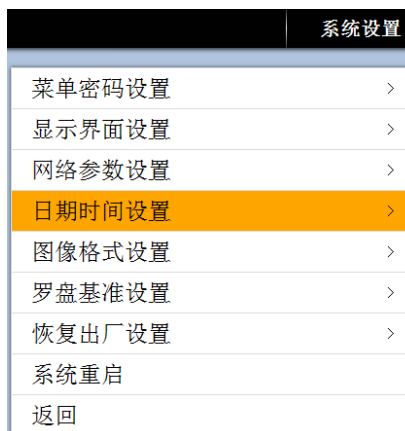 系统设置
菜单密码设置
显示界面设置
网络参数设置
日期时间设置
图像格式设置
罗盘基准设置
恢复出厂设置
系统重启
返回